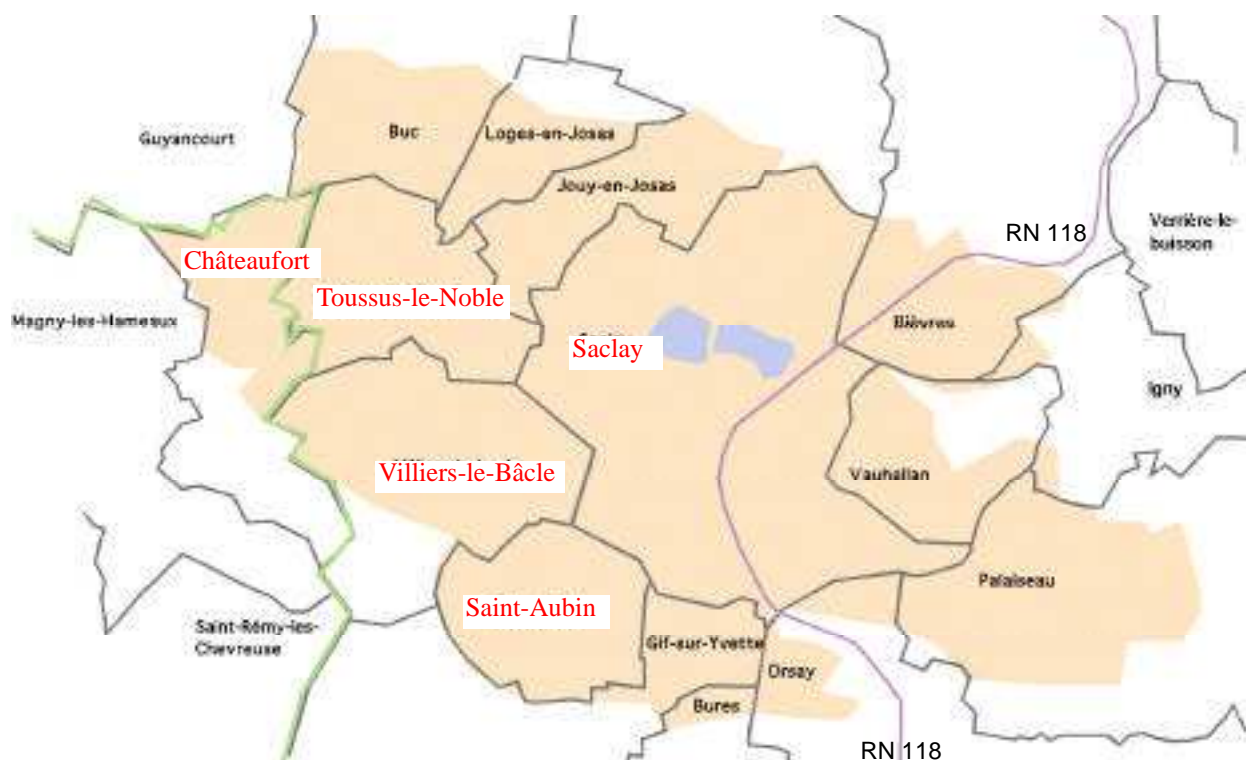 Buc
Loges-en-Josas
Guyancourt
Jouy-en-Josas
Verrière-le-
buisson
RN 118
Châteaufort
Toussus-le-Noble
Magny-les-Hameaux
Bièvres
Saclay
Igny
Villiers-le-Bâcle
Vauhallan
Palaiseau
Saint-Aubin
Saint-Rémy-les-
Chevreuse
Gif-sur-Yvette
Orsay
Bures
RN 118